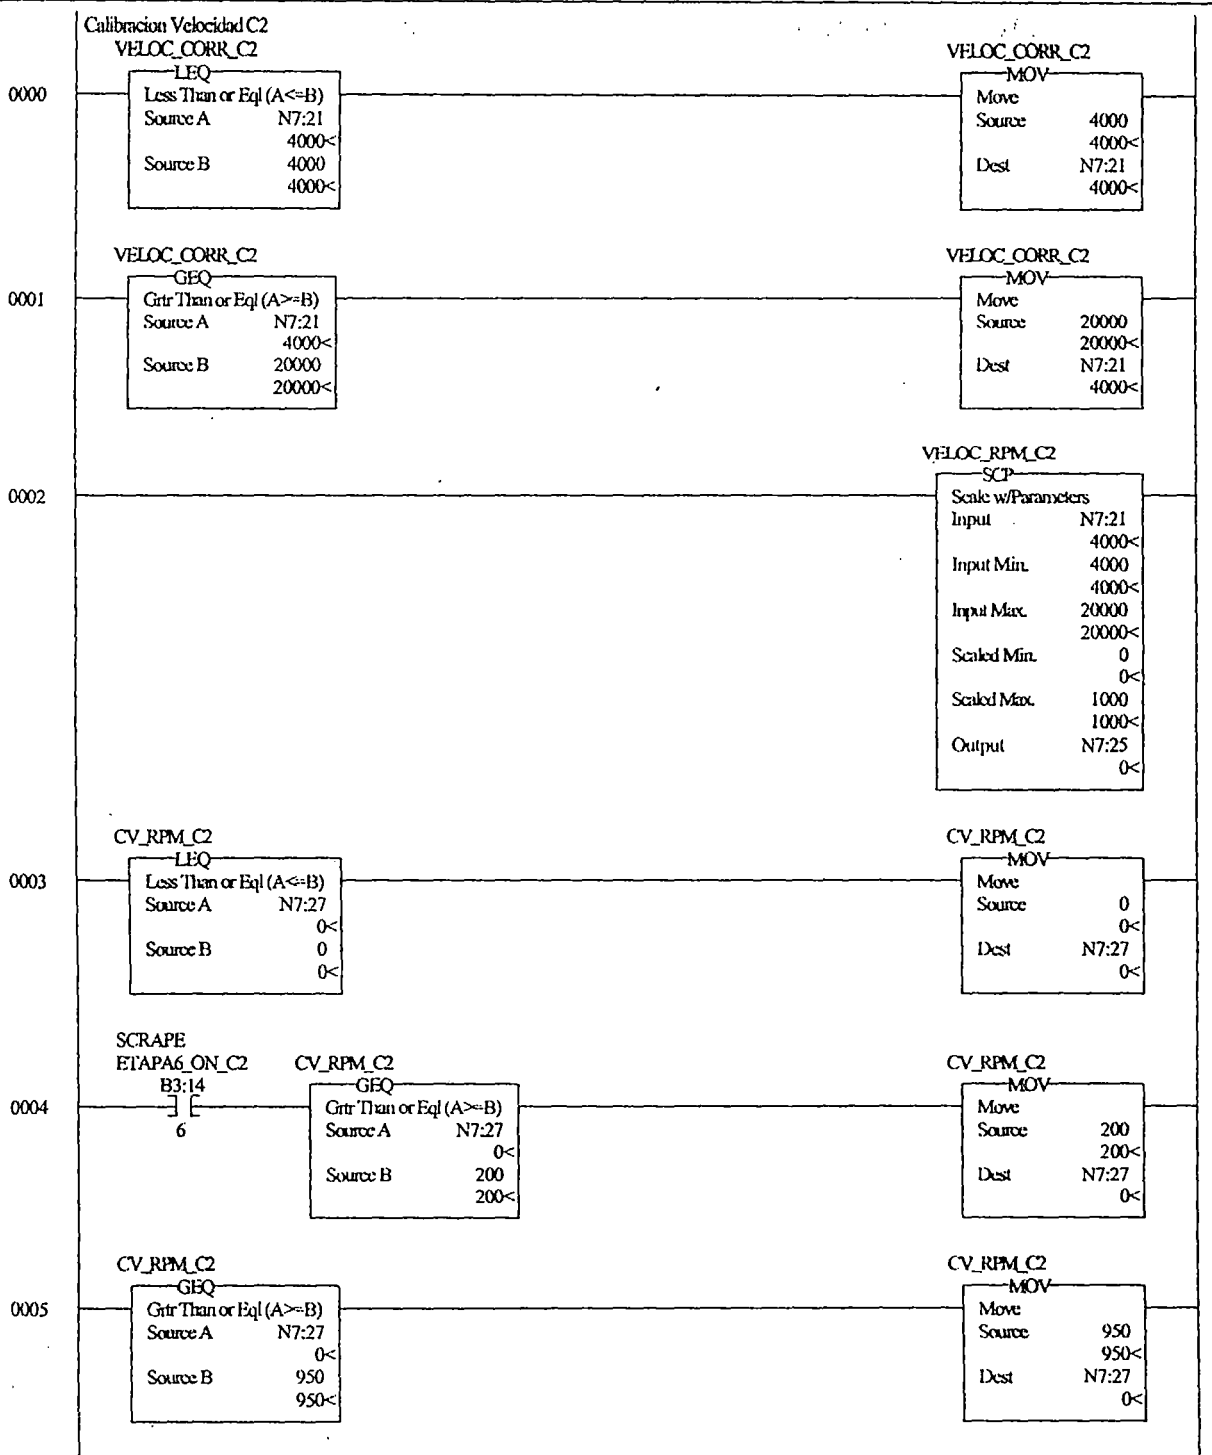 Calibracion Velocidad C2
VELOC_CORR_C2 VELOC_CORR_C2
LEQ MOV
0000 Less Than or Eql (A<=B) Move
Source A N7:21 Source 4000
4000< 4000<
Source B 4000 Dest N7:21
4000< 4000<
VELOC_CORR_C2 VELOC_CORR_C2
GEQ MOV
0001 Grtr Than or Eql (A>=B) Move
Source A N7:21 Source 20000
4000< 20000<
Source B 20000 Dest N7:21
20000< 4000<
VELOC_RPM_C2
SCP
0002 Scale w/Parameters
Input N7:21
4000<
Input Min. 4000
4000<
Input Max. 20000
20000<
Scaled Min. 0
0<
Scaled Max. 1000
1000<
Output N7:25
0<
CV_RPM_C2 CV_RPM_C2
LEQ MOV
0003 Less Than or Eql (A<=B) Move
Source A N7:27 Source 0
0< 0<
Source B 0 Dest N7:27
0< 0<
SCRAPE
ETAPA6_ON_C2 CV_RPM_C2 CV_RPM_C2
B3:14 GEQ MOV
0004 Grtr Than or Eql (A>=B) Move
6 Source A N7:27 Source 200
0< 200<
Source B 200 Dest N7:27
200< 0<
CV_RPM_C2 CV_RPM_C2
GEQ MOV
0005 Grtr Than or Eql (A>=B) Move
Source A N7:27 Source 950
0< 950<
Source B 950 Dest N7:27
950< 0<